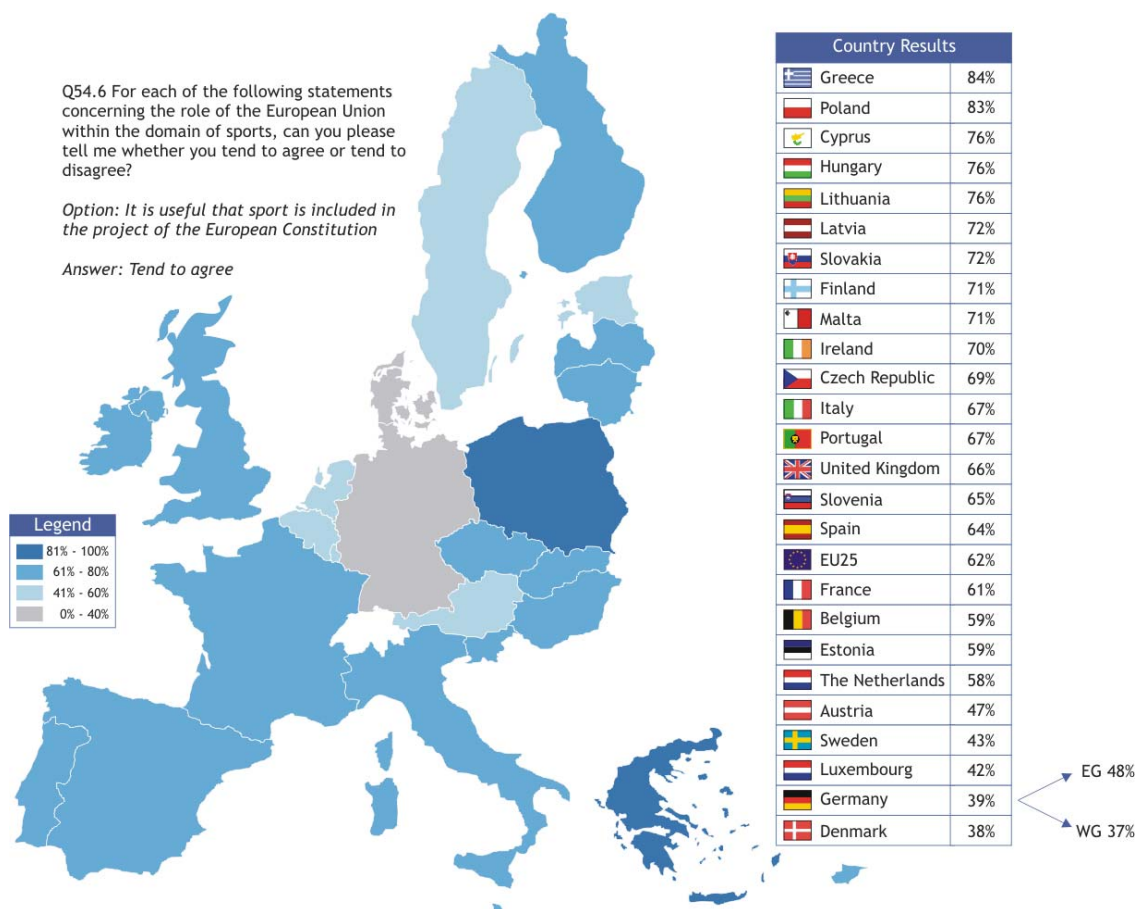 Q54.6 For each of the following statements
concerning the role of the European Union
within the domain of sports, can you please
tell me whether you tend to agree or tend to
disagree?
Option: It is useful that sport is included in
the project of the European Constitution
Answer: Tend to agree
Legend
81% - 100%
61% - 80%
41% - 60%
0% - 40%
Country Results
Greece 84%
Poland 83%
Cyprus 76%
Hungary 76%
Lithuania 76%
Latvia 72%
Slovakia 72%
Finland 71%
Malta 71%
Ireland 70%
Czech Republic 69%
Italy 67%
Portugal 67%
United Kingdom 66%
Slovenia 65%
Spain 64%
EU25 62%
France 61%
Belgium 59%
Estonia 59%
The Netherlands 58%
Austria 47%
Sweden 43%
Luxembourg 42%
Germany 39%
Denmark 38%
EG 48%
WG 37%